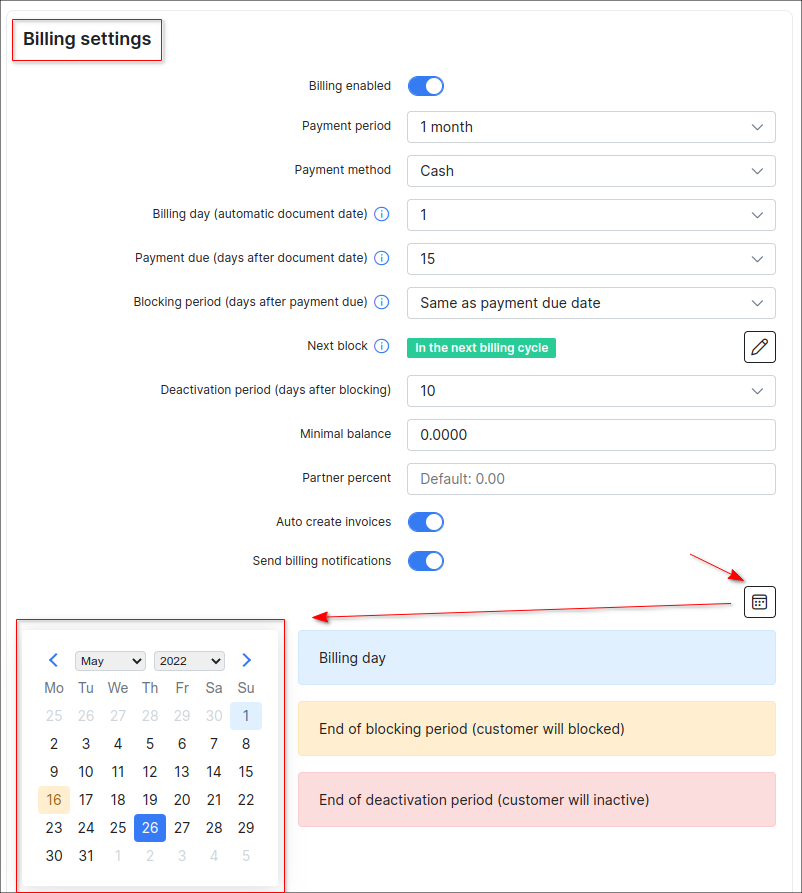 Billing settings
Billing enabled
Payment period 1 month
Payment method Cash
Billing day (automatic document date) 1
Payment due (days after document date) 15
Blocking period (days after payment due) Same as payment due date
Next block In the next billing cycle
Deactivation period (days after blocking) 10
Minimal balance 0.0000
Partner percent Default: 0.00
Auto create invoices
Send billing notifications
May 2022
Mo Tu We Th Fr Sa Su
25 26 27 28 29 30 1
2 3 4 5 6 7 8
9 10 11 12 13 14 15
16 17 18 19 20 21 22
23 24 25 26 27 28 29
30 31 1 2 3 4 5
Billing day
End of blocking period (customer will blocked)
End of deactivation period (customer will inactive)